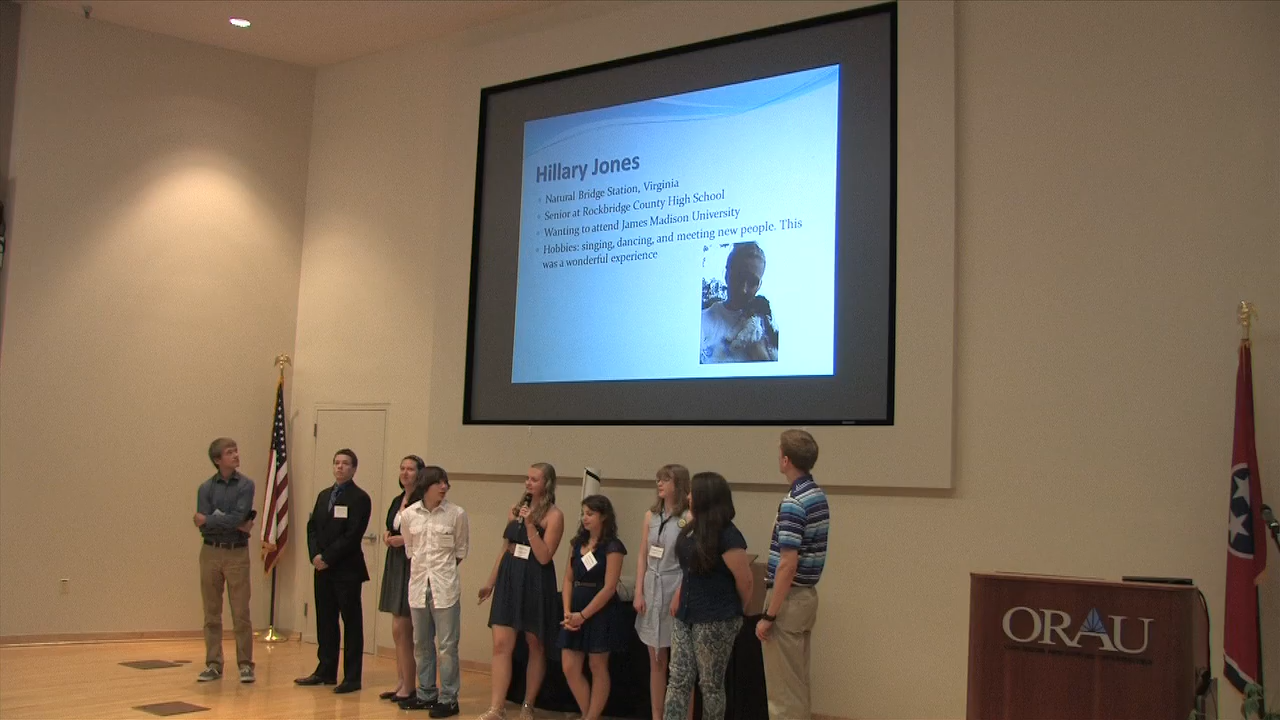 Hillary Jones
Natural Bridge Station, Virginia
Senior at Rockbridge County High School
Wanting to attend James Madison University
Hobbies: singing, dancing, and meeting new people. This
was a wonderful experience
ORAU